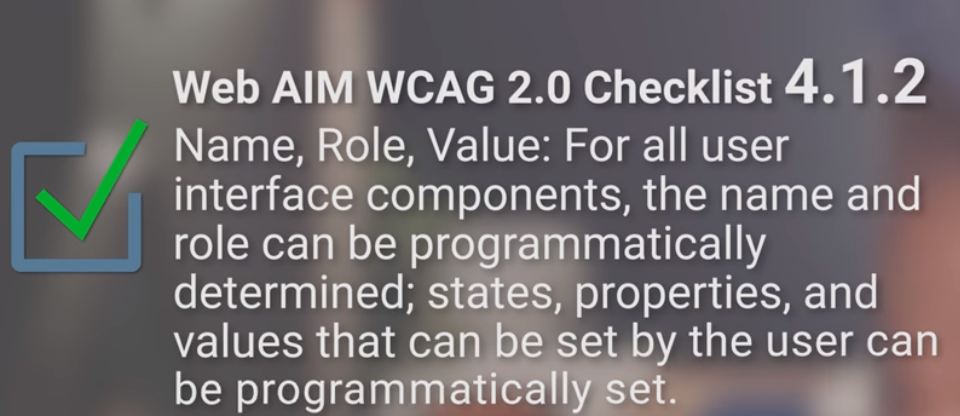 Web AIM WCAG 2.0 Checklist 4.1.2
Name, Role, Value: For all user
interface components, the name and
role can be programmatically
determined; states, properties, and
values that can be set by the user can
be programmatically set.